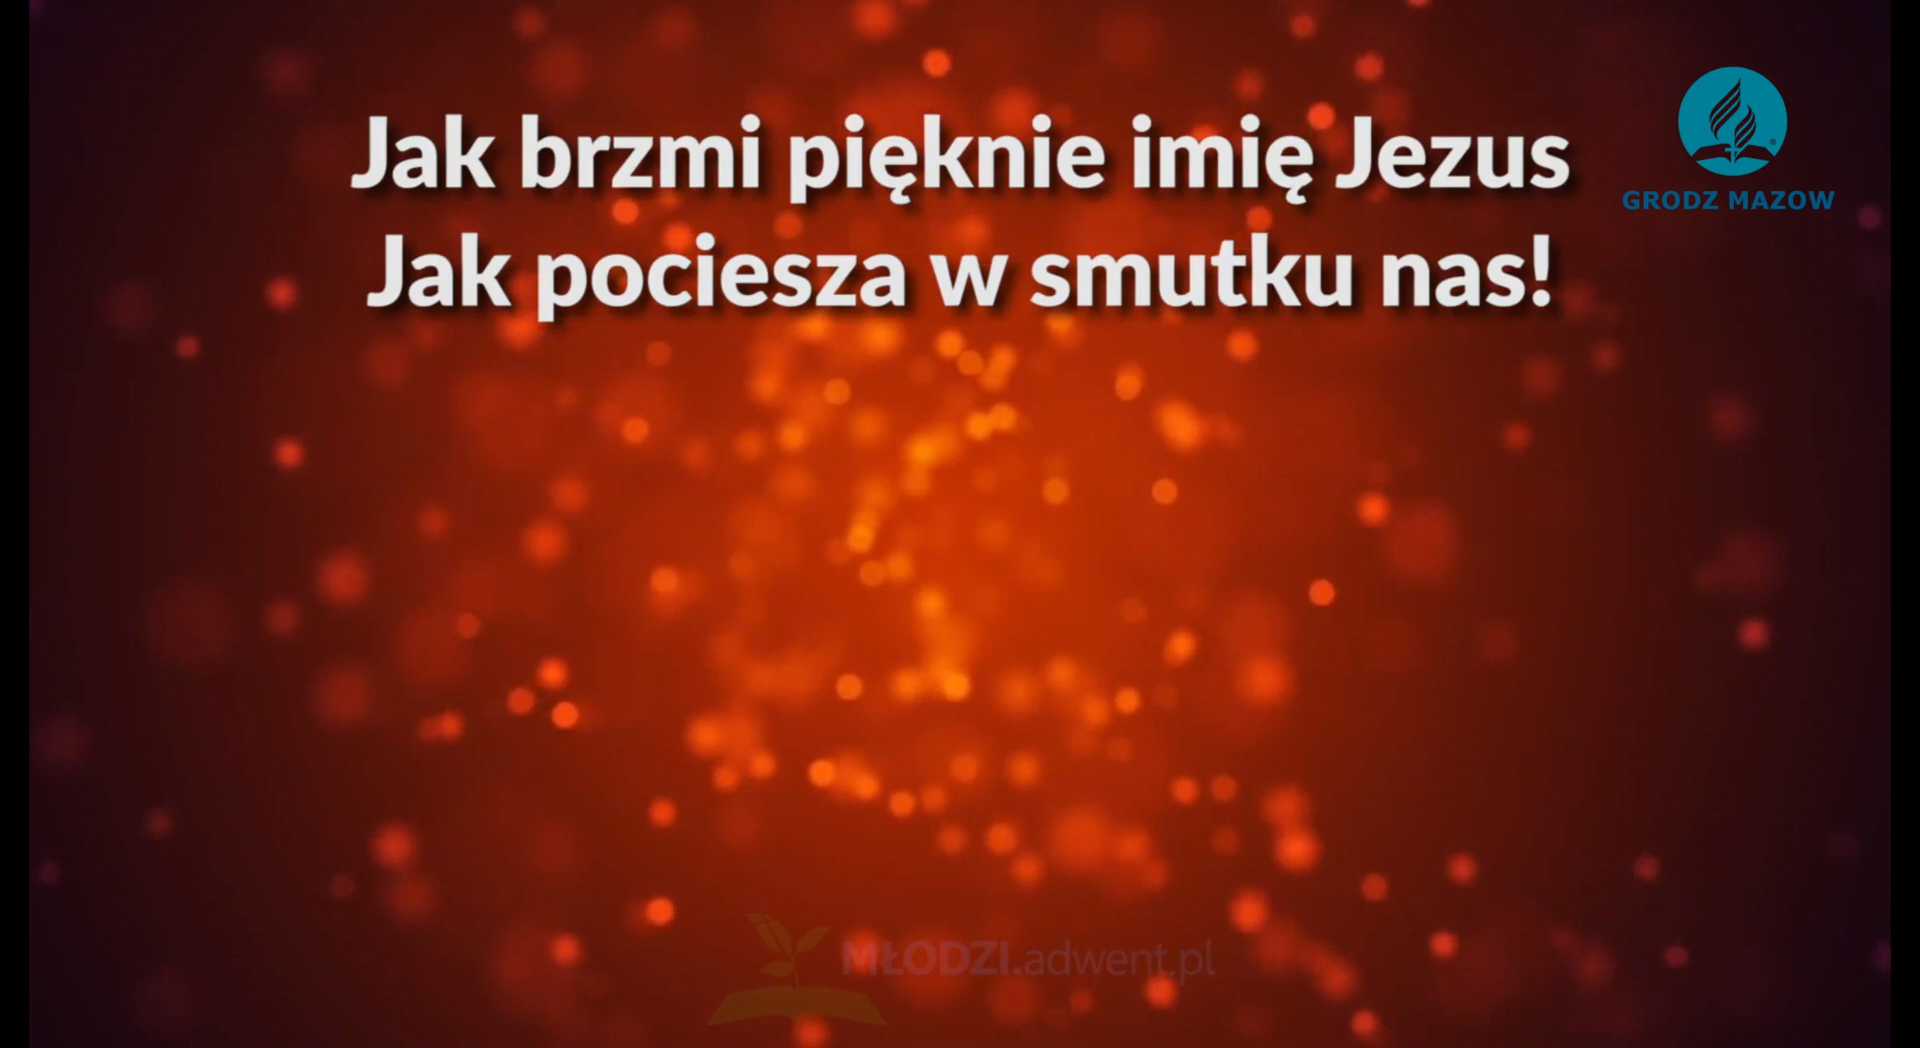 Jak brzmi pięknie imię Jezus
GRODZ MAZOW
Jak pociesza w smutku nas!
MŁODZI.adwent.pl